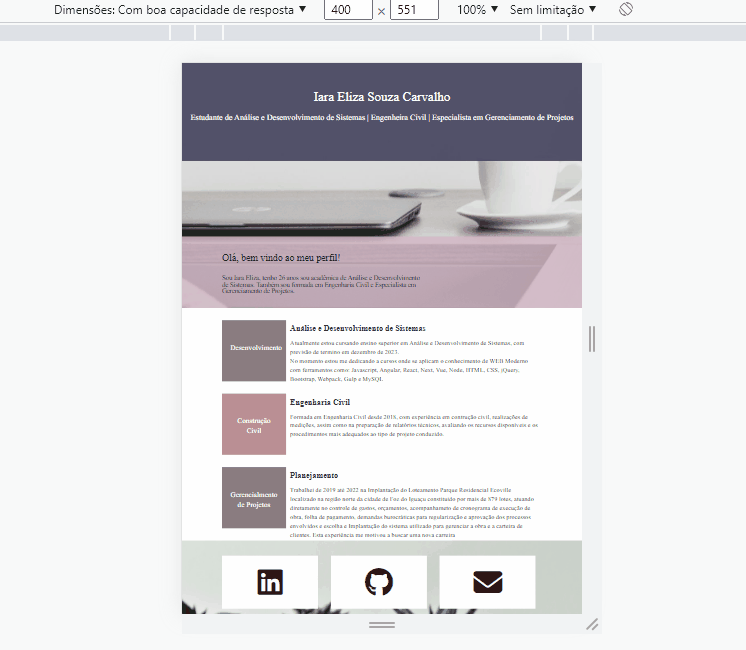 Dimensões: Com boa capacidade de resposta ▼ 400 × 551 100% ▼ Sem limitação ▼
Iara Eliza Souza Carvalho
Estudante de Análise e Desenvolvimento de Sistemas | Engenheira Civil | Especialista em Gerenciamento de Projetos
Olá, bem vindo ao meu perfil!
Sou Iara Eliza, tenho 26 anos sou acadêmica de Análise e Desenvolvimento
de Sistemas. Também sou formada em Engenharia Civil e Especialista em
Gerenciamento de Projetos.
Desenvolvimento
Análise e Desenvolvimento de Sistemas
Atualmente estou cursando ensino superior em Análise e Desenvolvimento de Sistemas, com
previsão de término em dezembro de 2023.
No momento estou me dedicando a cursos onde se aplicam o conhecimento de WEB Moderno
com ferramentas como: Javascript, Angular, React, Next, Vue, Node, HTML, CSS, jQuery,
Bootstrap, Webpack, Gulp e MySQL
Construção
Civil
Engenharia Civil
Formada em Engenharia Civil desde 2018, com experiência em contrução civil, realizações de
medições, assim como na preparação de relatórios técnicos, avaliando os recursos disponíveis e os
procedimentos mais adequados ao tipo de projeto conduzido.
Gerencialmento
de Projetos
Planejamento
Trabalhei de 2019 até 2022 na Implantação do Loteamento Parque Residencial Ecoville
localizado na região norte da cidade de Foz do Iguaçu constituído por mais de 879 lotes, atuando
diretamente no controle de gastos, orçamentos, acompanhameto de cronograma de execução de
obra, folha de pagamento, demandas burocráticas para regularização e aprovação dos processos
envolvidos e escolha e Implantação do sistema utilizado para gerenciar a obra e a carteira de
clientes. Esta experiência me motivou a buscar uma nova carreira
in